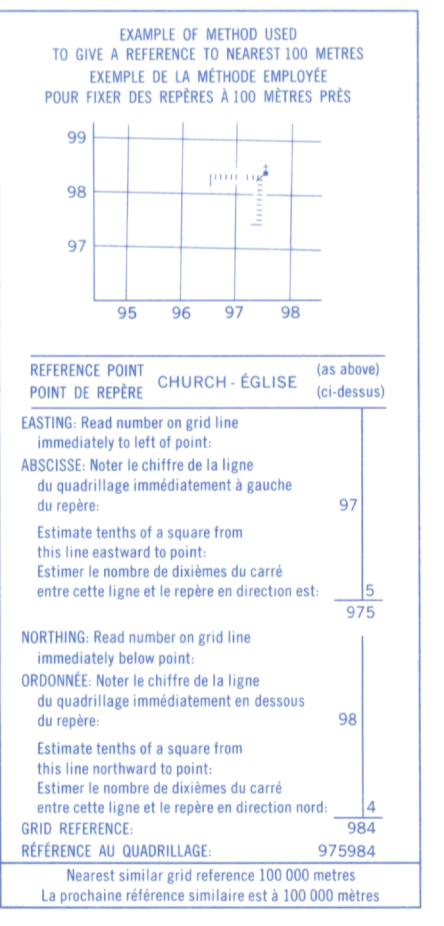 EXAMPLE OF METHOD USED
TO GIVE A REFERENCE TO NEAREST 100 METRES
EXEMPLE DE LA MÉTHODE EMPLOYÉE
POUR FIXER DES REPÈRES À 100 MÈTRES PRÈS
99
98
97
95 96 97 98
REFERENCE POINT
POINT DE REPÈRE
CHURCH - ÉGLISE
(as above)
(ci-dessus)
EASTING: Read number on grid line
immediately to left of point:
ABSCISSE: Noter le chiffre de la ligne
du quadrillage immédiatement à gauche
du repère: 97
Estimate tenths of a square from
this line eastward to point:
Estimer le nombre de dixièmes du carré
entre cette ligne et le repère en direction est: 5
975
NORTHING: Read number on grid line
immediately below point:
ORDONNÉE: Noter le chiffre de la ligne
du quadrillage immédiatement en dessous
du repère: 98
Estimate tenths of a square from
this line northward to point:
Estimer le nombre de dixièmes du carré
entre cette ligne et le repère en direction nord: 4
GRID REFERENCE: 984
RÉFÉRENCE AU QUADRILLAGE: 975984
Nearest similar grid reference 100 000 metres
La prochaine référence similaire est à 100 000 mètres